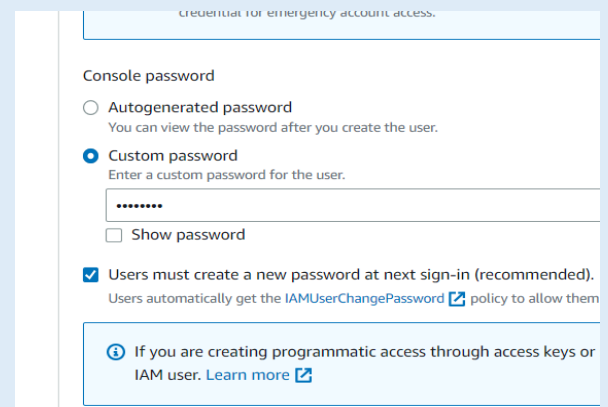 credential for emergency account access.
Console password
Autogenerated password
You can view the password after you create the user.
Custom password
Enter a custom password for the user.
••••••••
Show password
Users must create a new password at next sign-in (recommended).
Users automatically get the IAMUserChangePassword policy to allow them
If you are creating programmatic access through access keys or
IAM user. Learn more